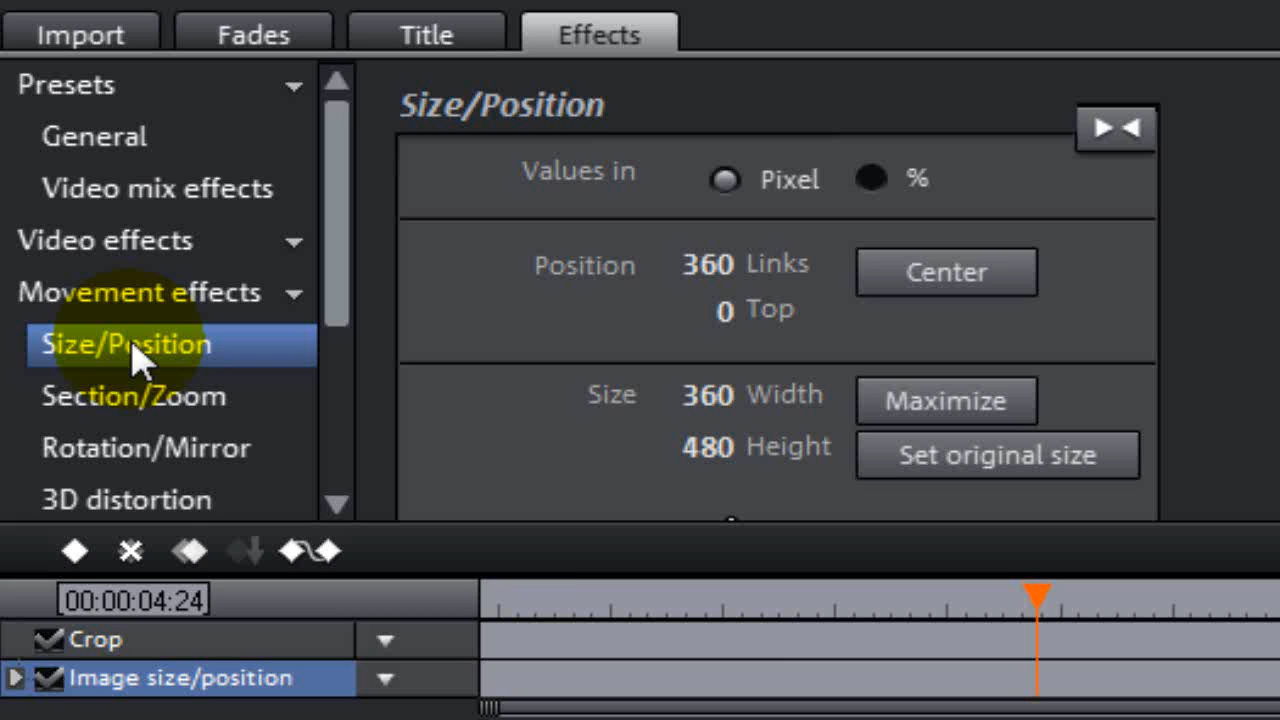 Import Fades Title Effects
Presets
General
Video mix effects
Video effects
Movement effects
Size/Position
Section/Zoom
Rotation/Mirror
3D distortion
Size/Position
Values in Pixel %
Position 360 Links Center
0 Top
Size 360 Width Maximize
480 Height Set original size
00:00:04:24
Crop
Image size/position